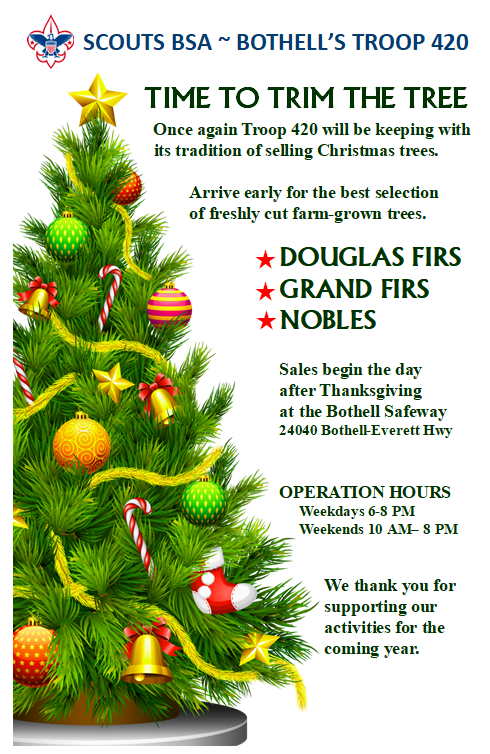 SCOUTS BSA ~ BOTHELL'S TROOP 420
TIME TO TRIM THE TREE
Once again Troop 420 will be keeping with
its tradition of selling Christmas trees.
Arrive early for the best selection
of freshly cut farm-grown trees.
DOUGLAS FIRS
GRAND FIRS
NOBLES
Sales begin the day
after Thanksgiving
at the Bothell Safeway
24040 Bothell-Everett Hwy
OPERATION HOURS
Weekdays 6-8 PM
Weekends 10 AM– 8 PM
We thank you for
supporting our
activities for the
coming year.